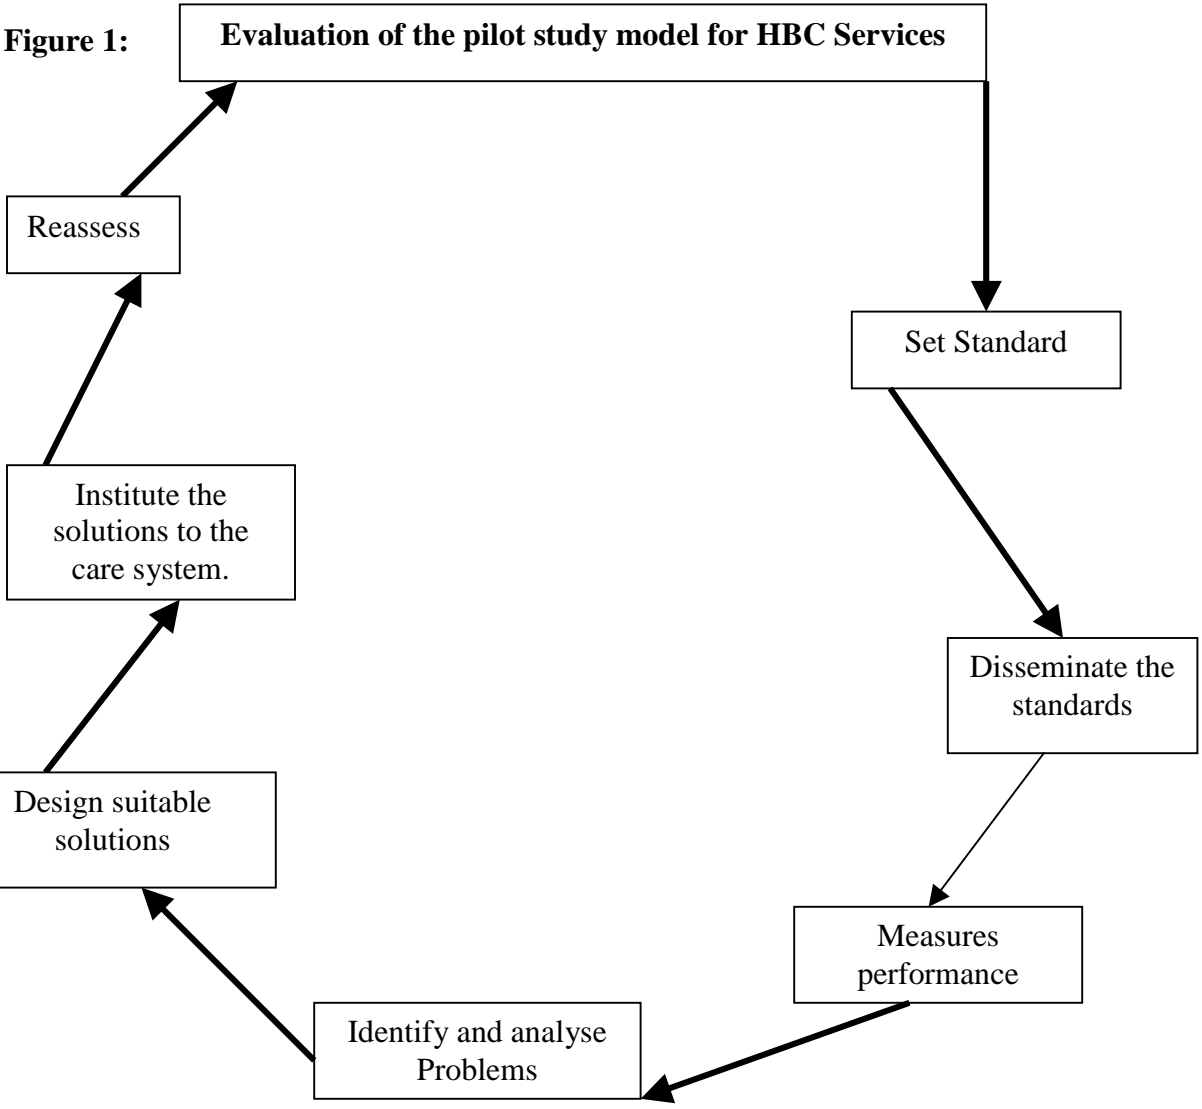 Figure 1:
Evaluation of the pilot study model for HBC Services
Set Standard
Disseminate the
standards
Measures
performance
Identify and analyse
Problems
Design suitable
solutions
Institute the
solutions to the
care system.
Reassess